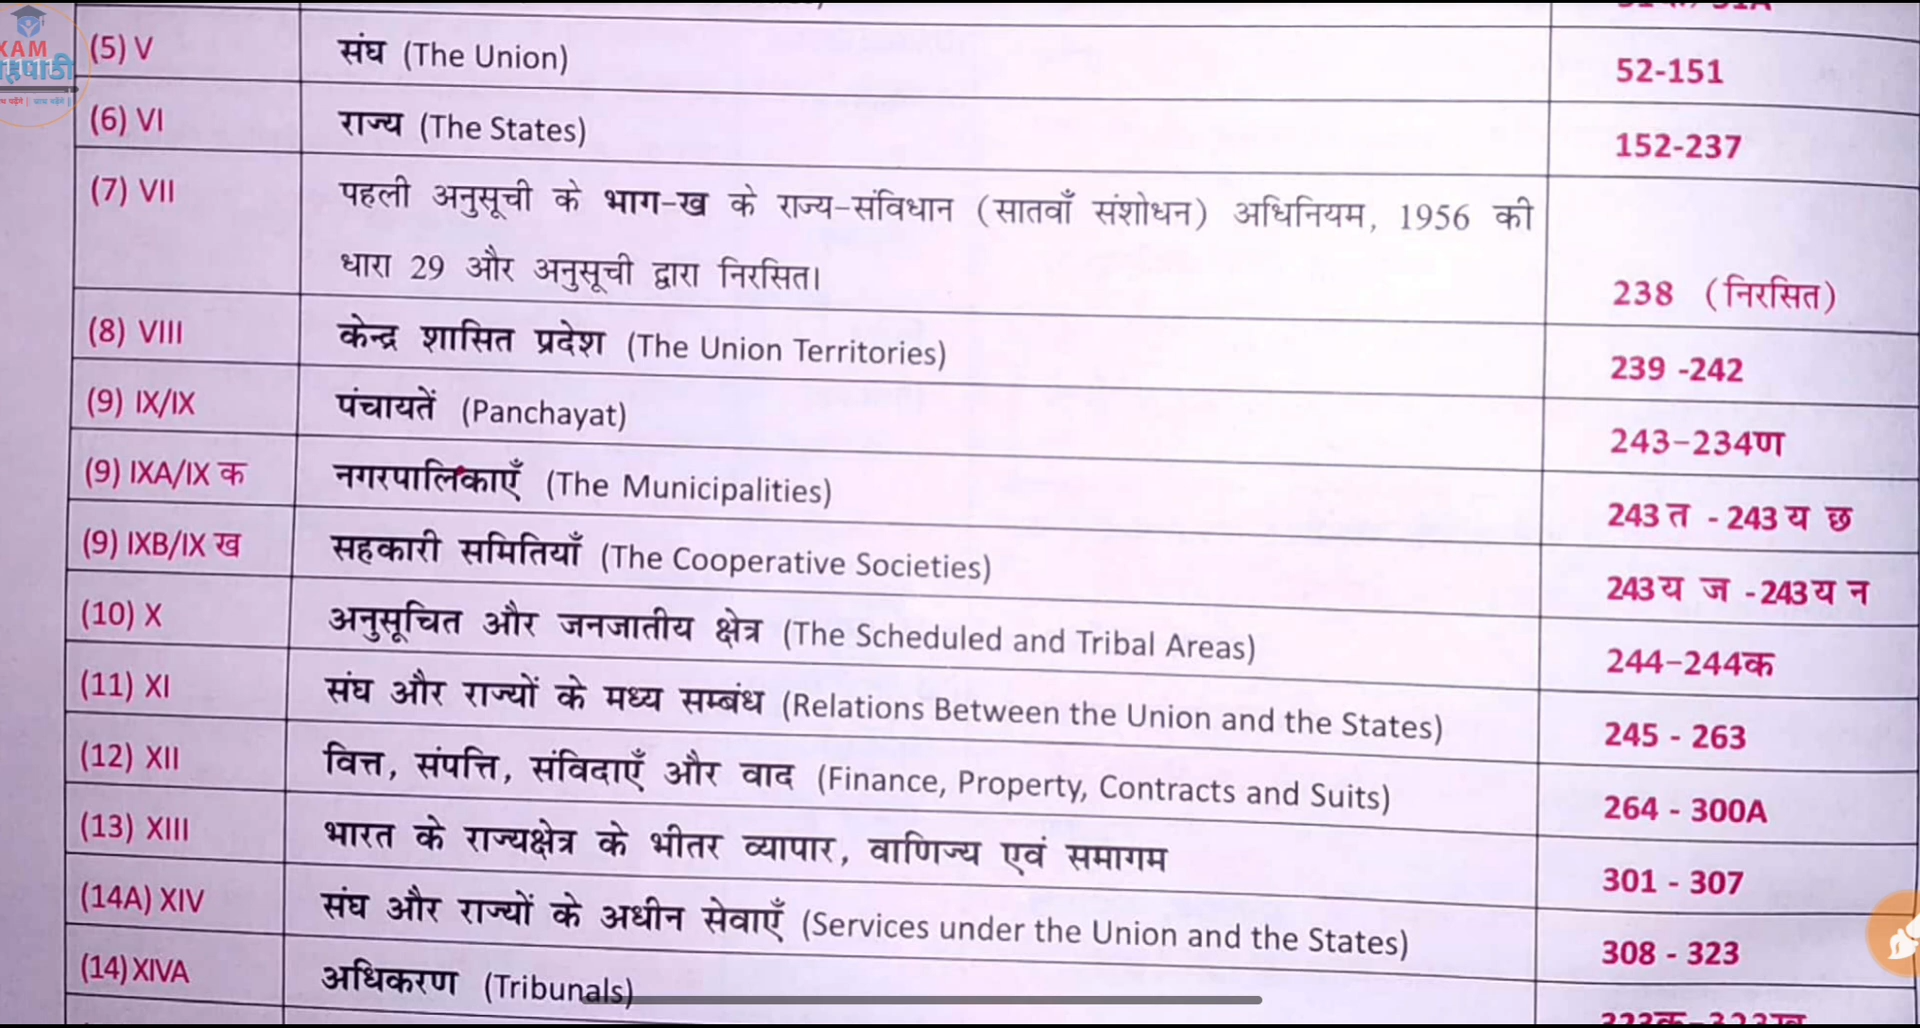 (5) V संघ (The Union) 52-151
(6) VI राज्य (The States) 152-237
(7) VII पहली अनुसूची के भाग-ख के राज्य-संविधान (सातवाँ संशोधन) अधिनियम, 1956 की
धारा 29 और अनुसूची द्वारा निरसित। 238 (निरसित)
(8) VIII केन्द्र शासित प्रदेश (The Union Territories) 239 -242
(9) IX/IX पंचायतें (Panchayat) 243-234ण
(9) IXA/IX क नगरपालिकाएँ (The Municipalities) 243 त - 243 य छ
(9) IXB/IX ख सहकारी समितियाँ (The Cooperative Societies) 243 य ज - 243 य न
(10) X अनुसूचित और जनजातीय क्षेत्र (The Scheduled and Tribal Areas) 244-244क
(11) XI संघ और राज्यों के मध्य सम्बंध (Relations Between the Union and the States) 245 - 263
(12) XII वित्त, संपत्ति, संविदाएँ और वाद (Finance, Property, Contracts and Suits) 264 - 300A
(13) XIII भारत के राज्यक्षेत्र के भीतर व्यापार, वाणिज्य एवं समागम 301 - 307
(14A) XIV संघ और राज्यों के अधीन सेवाएँ (Services under the Union and the States) 308 - 323
(14) XIVA अधिकरण (Tribunals)